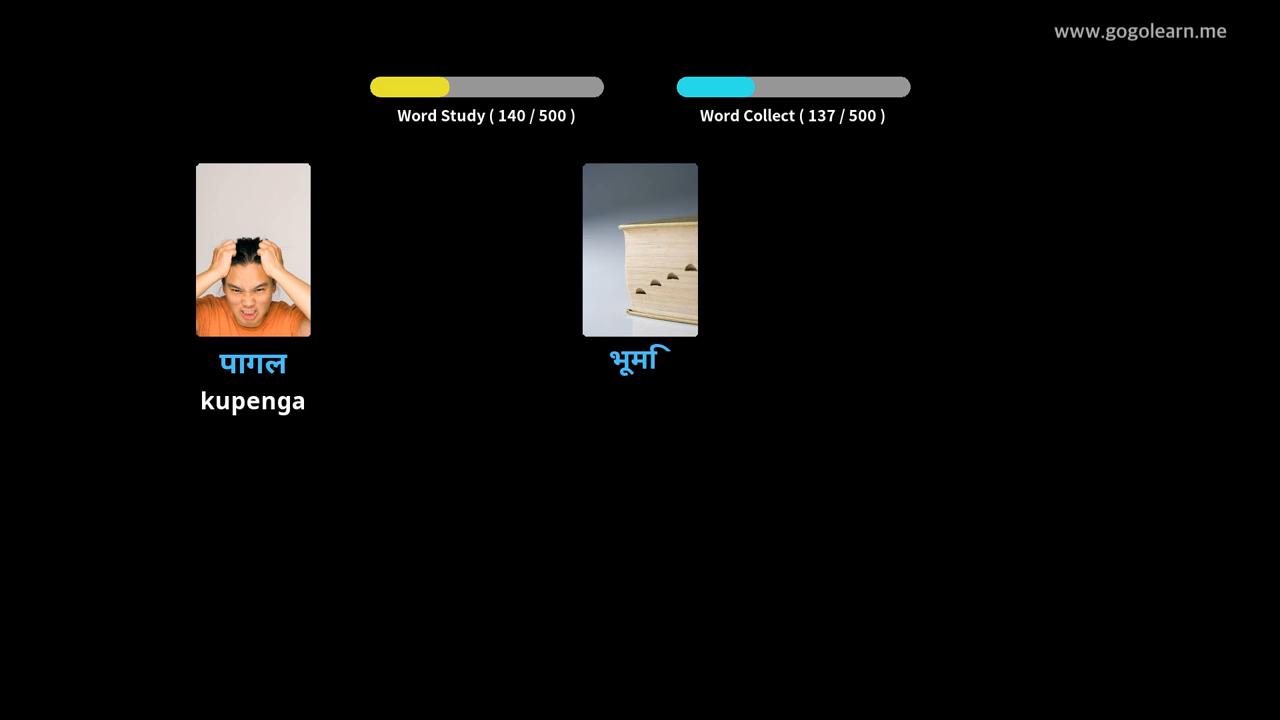 www.gogolearn.me
Word Study ( 140 / 500 )
Word Collect ( 137 / 500 )
पागल
भूमि
kupenga